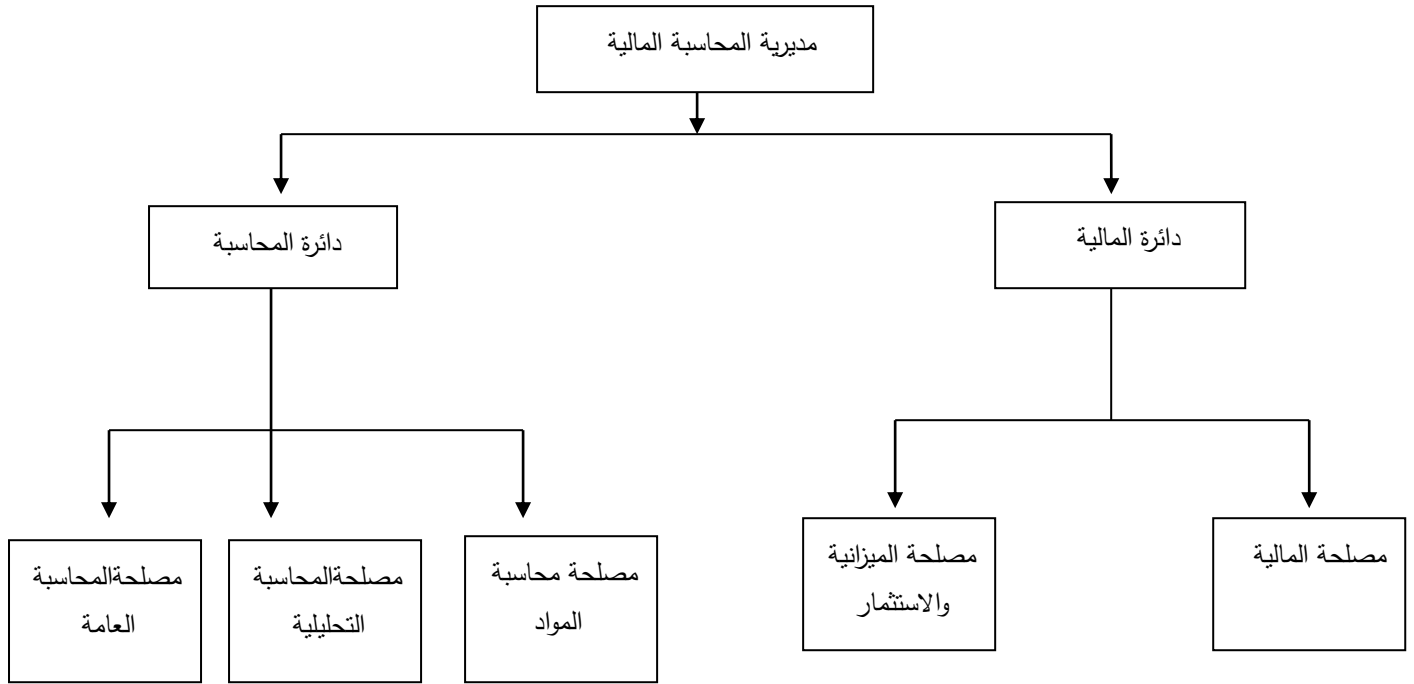 مديرية المحاسبة المالية
دائرة المالية
دائرة المحاسبة
مصلحة المالية
مصلحة الميزانية
والاستثمار
مصلحة محاسبة
المواد
مصلحةالمحاسبة
التحليلية
مصلحةالمحاسبة
العامة